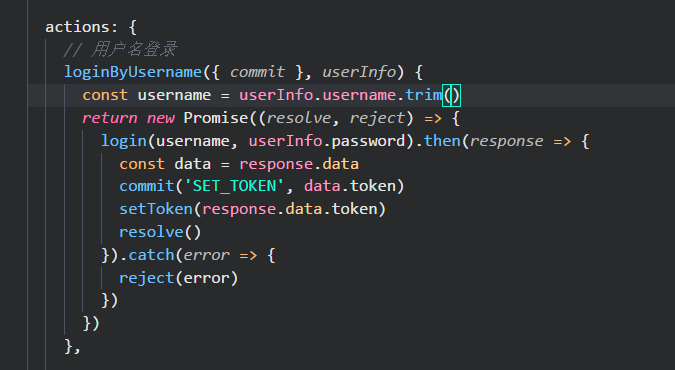 actions: {
// 用户名登录
loginByUsername({ commit }, userInfo) {
const username = userInfo.username.trim()
return new Promise((resolve, reject) => {
login(username, userInfo.password).then(response => {
const data = response.data
commit('SET_TOKEN', data.token)
setToken(response.data.token)
resolve()
}).catch(error => {
reject(error)
})
})
},